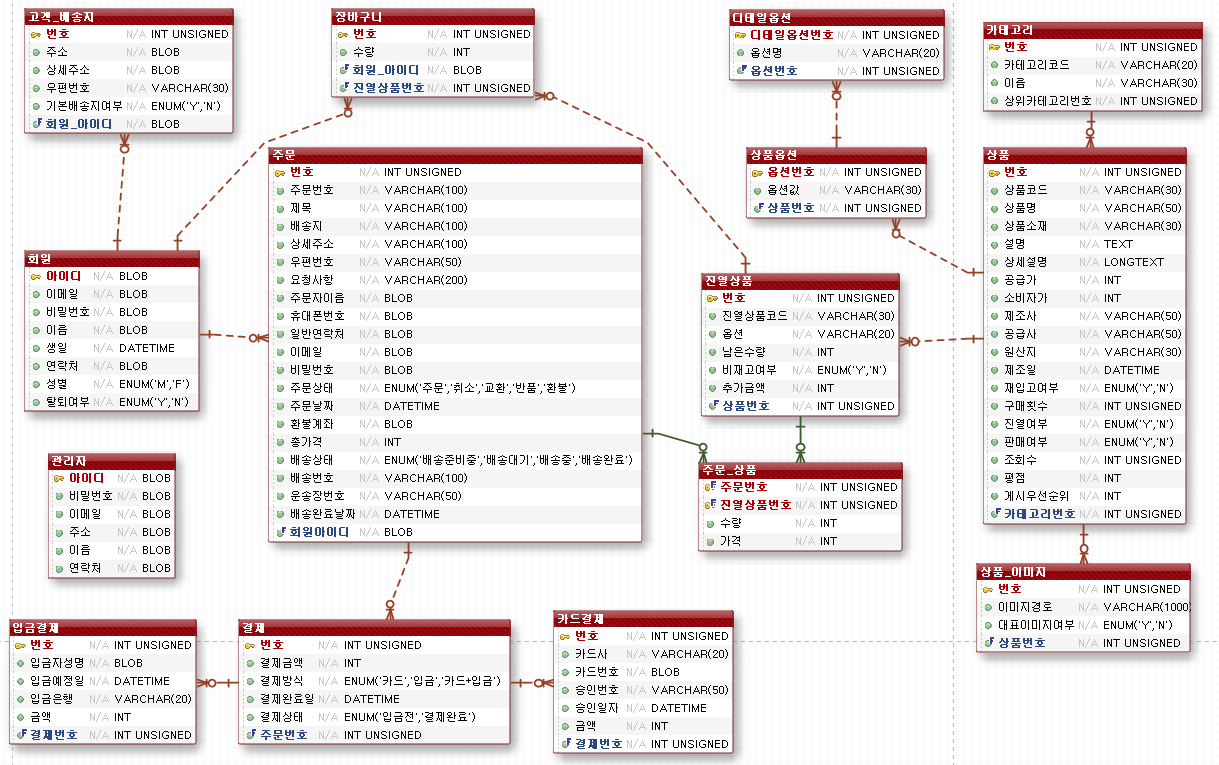 고객_배송지
번호 N/A INT UNSIGNED
주소 N/A BLOB
상세주소 N/A BLOB
우편번호 N/A VARCHAR(30)
기본배송지여부 N/A ENUM('Y','N')
회원_아이디 N/A BLOB
장바구니
번호 N/A INT UNSIGNED
수량 N/A INT
회원_아이디 N/A BLOB
진열상품번호 N/A INT UNSIGNED
디테일옵션
디테일옵션번호 N/A INT UNSIGNED
옵션명 N/A VARCHAR(20)
옵션번호 N/A INT UNSIGNED
카테고리
번호 N/A INT UNSIGNED
카테고리코드 N/A VARCHAR(20)
이름 N/A VARCHAR(30)
상위카테고리번호 N/A INT UNSIGNED
주문
번호 N/A INT UNSIGNED
주문번호 N/A VARCHAR(100)
제목 N/A VARCHAR(100)
배송지 N/A VARCHAR(100)
상세주소 N/A VARCHAR(100)
우편번호 N/A VARCHAR(50)
요청사항 N/A VARCHAR(200)
주문자이름 N/A BLOB
휴대폰번호 N/A BLOB
일반연락처 N/A BLOB
이메일 N/A BLOB
비밀번호 N/A BLOB
주문상태 N/A ENUM('주문','취소','교환','반품','환불')
주문날짜 N/A DATETIME
환불계좌 N/A BLOB
총가격 N/A INT
배송상태 N/A ENUM('배송준비중','배송대기','배송중','배송완료')
배송번호 N/A VARCHAR(100)
운송장번호 N/A VARCHAR(50)
배송완료날짜 N/A DATETIME
회원아이디 N/A BLOB
상품옵션
옵션번호 N/A INT UNSIGNED
옵션값 N/A VARCHAR(30)
상품번호 N/A INT UNSIGNED
상품
번호 N/A INT UNSIGNED
상품코드 N/A VARCHAR(30)
상품명 N/A VARCHAR(50)
상품소재 N/A VARCHAR(30)
설명 N/A TEXT
상세설명 N/A LONGTEXT
공급가 N/A INT
소비자가 N/A INT
제조사 N/A VARCHAR(50)
공급사 N/A VARCHAR(50)
원산지 N/A VARCHAR(30)
제조일 N/A DATETIME
재입고여부 N/A ENUM('Y','N')
구매횟수 N/A INT UNSIGNED
진열여부 N/A ENUM('Y','N')
판매여부 N/A ENUM('Y','N')
조회수 N/A INT UNSIGNED
평점 N/A INT
게시우선순위 N/A INT
카테고리번호 N/A INT UNSIGNED
회원
아이디 N/A BLOB
이메일 N/A BLOB
비밀번호 N/A BLOB
이름 N/A BLOB
생일 N/A DATETIME
연락처 N/A BLOB
성별 N/A ENUM('M','F')
탈퇴여부 N/A ENUM('Y','N')
진열상품
번호 N/A INT UNSIGNED
진열상품코드 N/A VARCHAR(30)
옵션 N/A VARCHAR(20)
남은수량 N/A INT
비재고여부 N/A ENUM('Y','N')
추가금액 N/A INT
상품번호 N/A INT UNSIGNED
관리자
아이디 N/A BLOB
비밀번호 N/A BLOB
이메일 N/A BLOB
주소 N/A BLOB
이름 N/A BLOB
연락처 N/A BLOB
주문_상품
주문번호 N/A INT UNSIGNED
진열상품번호 N/A INT UNSIGNED
수량 N/A INT
가격 N/A INT
상품_이미지
번호 N/A INT UNSIGNED
이미지경로 N/A VARCHAR(1000)
대표이미지여부 N/A ENUM('Y','N')
상품번호 N/A INT UNSIGNED
입금결제
번호 N/A INT UNSIGNED
입금자성명 N/A BLOB
입금예정일 N/A DATETIME
입금은행 N/A VARCHAR(20)
금액 N/A INT
결제번호 N/A INT UNSIGNED
결제
번호 N/A INT UNSIGNED
결제금액 N/A INT
결제방식 N/A ENUM('카드','입금','카드+입금')
결제완료일 N/A DATETIME
결제상태 N/A ENUM('입금전','결제완료')
주문번호 N/A INT UNSIGNED
카드결제
번호 N/A INT UNSIGNED
카드사 N/A VARCHAR(20)
카드번호 N/A BLOB
승인번호 N/A VARCHAR(50)
승인일자 N/A DATETIME
금액 N/A INT
결제번호 N/A INT UNSIGNED